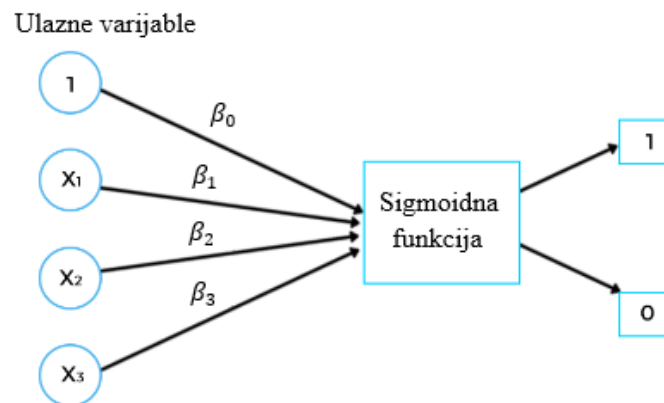 Ulazne varijable
1
β₀
X₁
β₁
X₂
β₂
X₃
β₃
Sigmoidna
funkcija
1
0